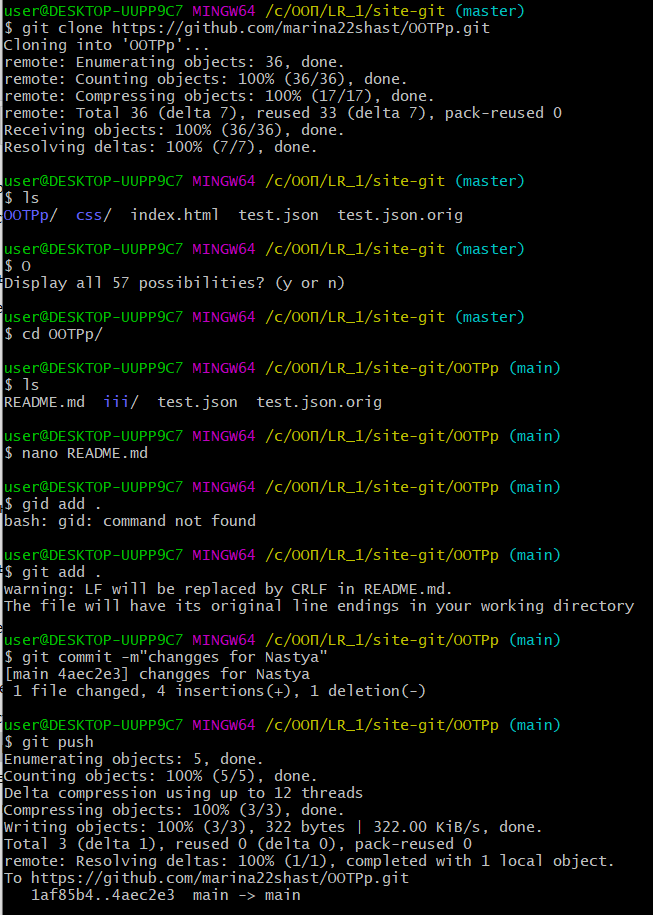 user@DESKTOP-UUPP9C7 MINGW64 /c/ООП/LR_1/site-git (master)
$ git clone https://github.com/marina22shast/OOTPp.git
Cloning into 'OOTPp'...
remote: Enumerating objects: 36, done.
remote: Counting objects: 100% (36/36), done.
remote: Compressing objects: 100% (17/17), done.
remote: Total 36 (delta 7), reused 33 (delta 7), pack-reused 0
Receiving objects: 100% (36/36), done.
Resolving deltas: 100% (7/7), done.
user@DESKTOP-UUPP9C7 MINGW64 /c/ООП/LR_1/site-git (master)
$ ls
OOTPp/  css/  index.html  test.json  test.json.orig
user@DESKTOP-UUPP9C7 MINGW64 /c/ООП/LR_1/site-git (master)
$ O
Display all 57 possibilities? (y or n)
user@DESKTOP-UUPP9C7 MINGW64 /c/ООП/LR_1/site-git (master)
$ cd OOTPp/
user@DESKTOP-UUPP9C7 MINGW64 /c/ООП/LR_1/site-git/OOTPp (main)
$ ls
README.md  iii/  test.json  test.json.orig
user@DESKTOP-UUPP9C7 MINGW64 /c/ООП/LR_1/site-git/OOTPp (main)
$ nano README.md
user@DESKTOP-UUPP9C7 MINGW64 /c/ООП/LR_1/site-git/OOTPp (main)
$ gid add .
bash: gid: command not found
user@DESKTOP-UUPP9C7 MINGW64 /c/ООП/LR_1/site-git/OOTPp (main)
$ git add .
warning: LF will be replaced by CRLF in README.md.
The file will have its original line endings in your working directory
user@DESKTOP-UUPP9C7 MINGW64 /c/ООП/LR_1/site-git/OOTPp (main)
$ git commit -m"changges for Nastya"
[main 4aec2e3] changges for Nastya
 1 file changed, 4 insertions(+), 1 deletion(-)
user@DESKTOP-UUPP9C7 MINGW64 /c/ООП/LR_1/site-git/OOTPp (main)
$ git push
Enumerating objects: 5, done.
Counting objects: 100% (5/5), done.
Delta compression using up to 12 threads
Compressing objects: 100% (3/3), done.
Writing objects: 100% (3/3), 322 bytes | 322.00 KiB/s, done.
Total 3 (delta 1), reused 0 (delta 0), pack-reused 0
remote: Resolving deltas: 100% (1/1), completed with 1 local object.
To https://github.com/marina22shast/OOTPp.git
   1af85b4..4aec2e3  main -> main